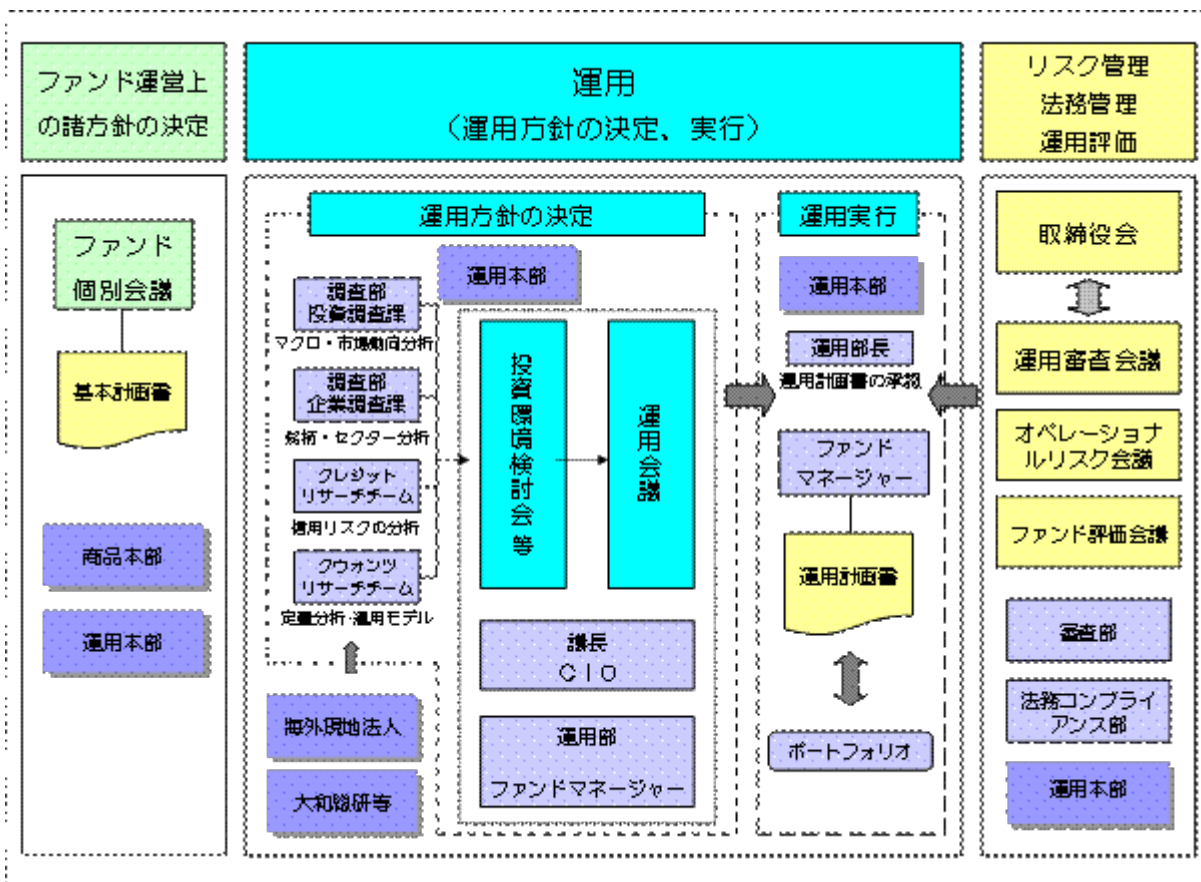 ファンド運営上
の諸方針の決定
運用
(運用方針の決定、実行)
リスク管理
法務管理
運用評価
ファンド
個別会議
基本計画書
商品本部
運用本部
運用方針の決定
運用本部
調査部
投資調査課
マクロ・市場動向分析
調査部
企業調査課
銘柄・セクター分析
クレジット
リサーチチーム
信用リスクの分析
クウォンツ
リサーチチーム
定量分析・運用モデル
海外現地法人
大和総研等
投資環境検討会等
運用会議
議長
CIO
運用部
ファンドマネージャー
運用実行
運用本部
運用部長
運用計画書の承認
ファンド
マネージャー
運用計画書
ポートフォリオ
取締役会
運用審査会議
オペレーショナ
ルリスク会議
ファンド評価会議
審査部
法務コンプライ
アンス部
運用本部